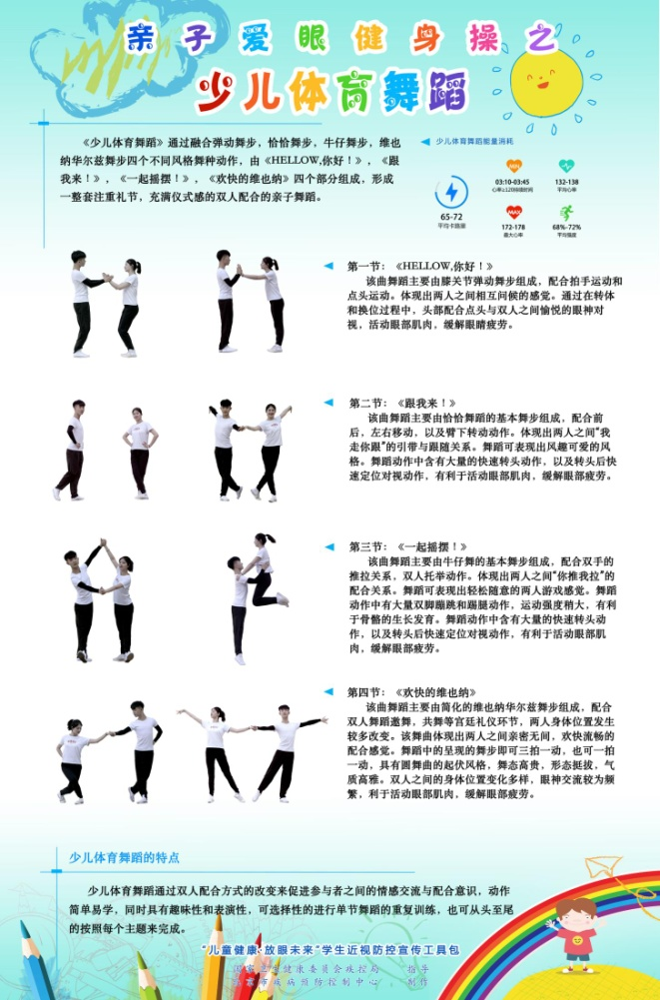 亲子爱眼健身操之
少儿体育舞蹈
《少儿体育舞蹈》通过融合弹动舞步，恰恰舞步，牛仔舞步，维也
纳华尔兹舞步四个不同风格舞种动作，由《HELLOW,你好！》，《跟
我来！》，《一起摇摆！》，《欢快的维也纳》四个部分组成，形成
一整套注重礼节，充满仪式感的双人配合的亲子舞蹈。
少儿体育舞蹈能量消耗
65-72
平均卡路里
MIN
03:10-03:45
心率≥120持续时间
132-138
平均心率
MAX
172-178
最大心率
68%-72%
平均强度
第一节：《HELLOW,你好！》
该曲舞蹈主要由膝关节弹动舞步组成，配合拍手运动和
点头运动。体现出两人之间相互问候的感觉。通过在转体
和换位过程中，头部配合点头与双人之间愉悦的眼神对
视，活动眼部肌肉，缓解眼睛疲劳。
第二节：《跟我来！》
该曲舞蹈主要由恰恰舞蹈的基本舞步组成，配合前
后，左右移动，以及臂下转动动作。体现出两人之间“我
走你跟”的引带与跟随关系。舞蹈可表现出风趣可爱的风
格。舞蹈动作中含有大量的快速转头动作，以及转头后快
速定位对视动作，有利于活动眼部肌肉，缓解眼部疲劳。
第三节：《一起摇摆！》
该曲舞蹈主要由牛仔舞的基本舞步组成，配合双手的
推拉关系，双人托举动作。体现出两人之间“你推我拉”的
配合关系。舞蹈可表现出轻松随意的两人游戏感觉。舞蹈
动作中有大量双脚蹦跳和踢腿动作，运动强度稍大，有利
于骨骼的生长发育。舞蹈动作中含有大量的快速转头动
作，以及转头后快速定位对视动作，有利于活动眼部肌
肉，缓解眼部疲劳。
第四节：《欢快的维也纳》
该曲舞蹈主要由简化的维也纳华尔兹舞步组成，配合
双人舞蹈邀舞，共舞等宫廷礼仪环节，两人身体位置发生
较多改变。该舞曲体现出两人之间亲密无间，欢快流畅的
配合感觉。舞蹈中的呈现的舞步即可三拍一动，也可一拍
一动，具有圆舞曲的起伏风格，舞态高贵，形态挺拔，气
质高雅。双人之间的身体位置变化多样，眼神交流较为频
繁，利于活动眼部肌肉，缓解眼部疲劳。
少儿体育舞蹈的特点
少儿体育舞蹈通过双人配合方式的改变来促进参与者之间的情感交流与配合意识，动作
简单易学，同时具有趣味性和表演性，可选择性的进行单节舞蹈的重复训练，也可从头至尾
的按照每个主题来完成。
“儿童健康·放眼未来”学生近视防控宣传工具包
国家卫生健康委员会疾控局 指导
北京市疾病预防控制中心 制作